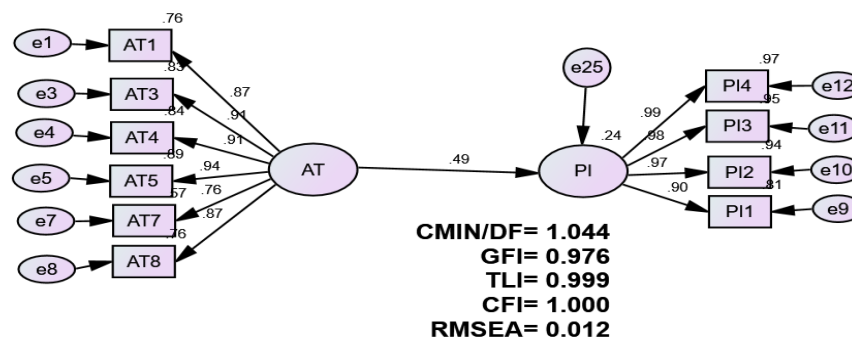 .76
e1
AT1
.83
e3
AT3
.84
e4
AT4
.89
e5
AT5
.57
e7
AT7
.76
e8
AT8
.87
.91
.91
.94
.76
.87
AT
.49
e25
.24
PI
.99
.98
.97
.90
.97
PI4
e12
.95
PI3
e11
.94
PI2
e10
.81
PI1
e9
CMIN/DF= 1.044
GFI= 0.976
TLI= 0.999
CFI= 1.000
RMSEA= 0.012